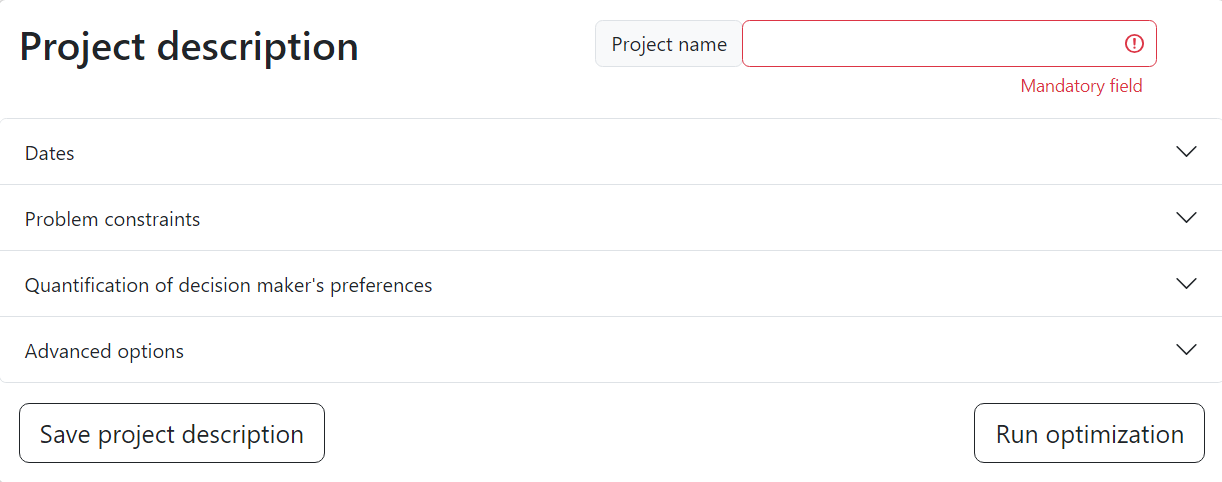 Project description
Project name
Mandatory field
Dates
Problem constraints
Quantification of decision maker's preferences
Advanced options
Save project description
Run optimization